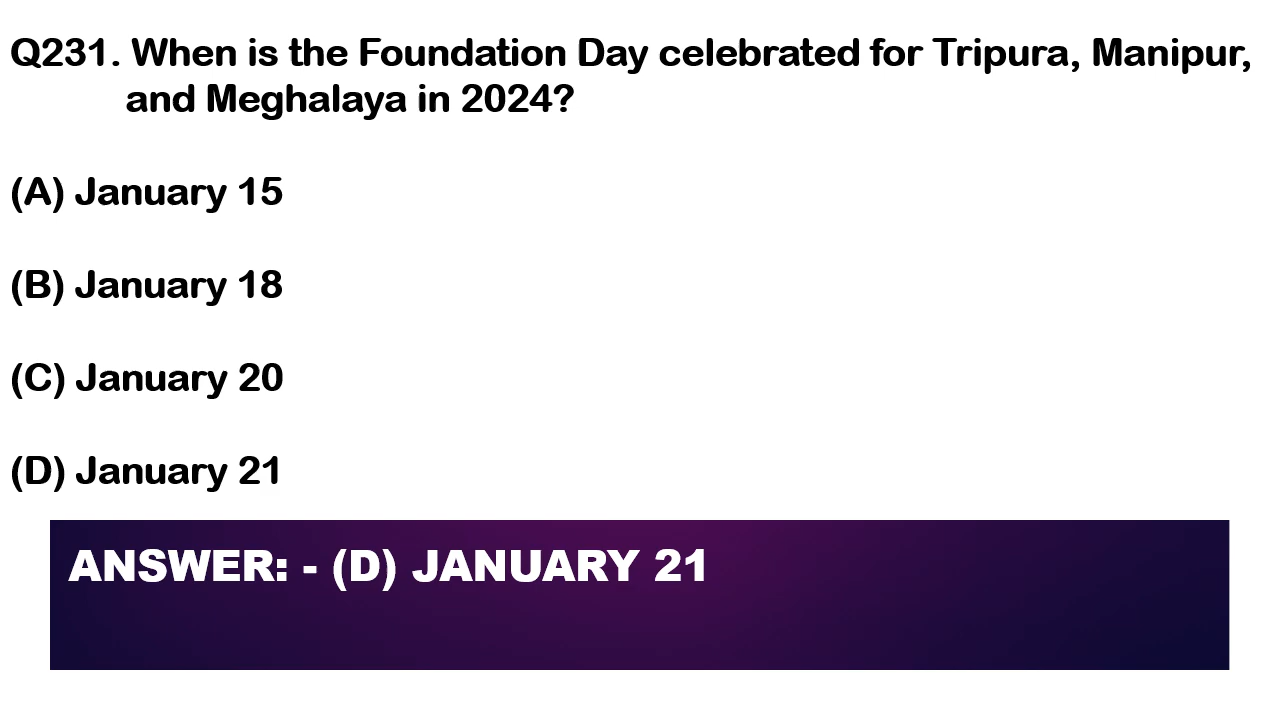 Q231. When is the Foundation Day celebrated for Tripura, Manipur,
and Meghalaya in 2024?
(A) January 15
(B) January 18
(C) January 20
(D) January 21
ANSWER: - (D) JANUARY 21